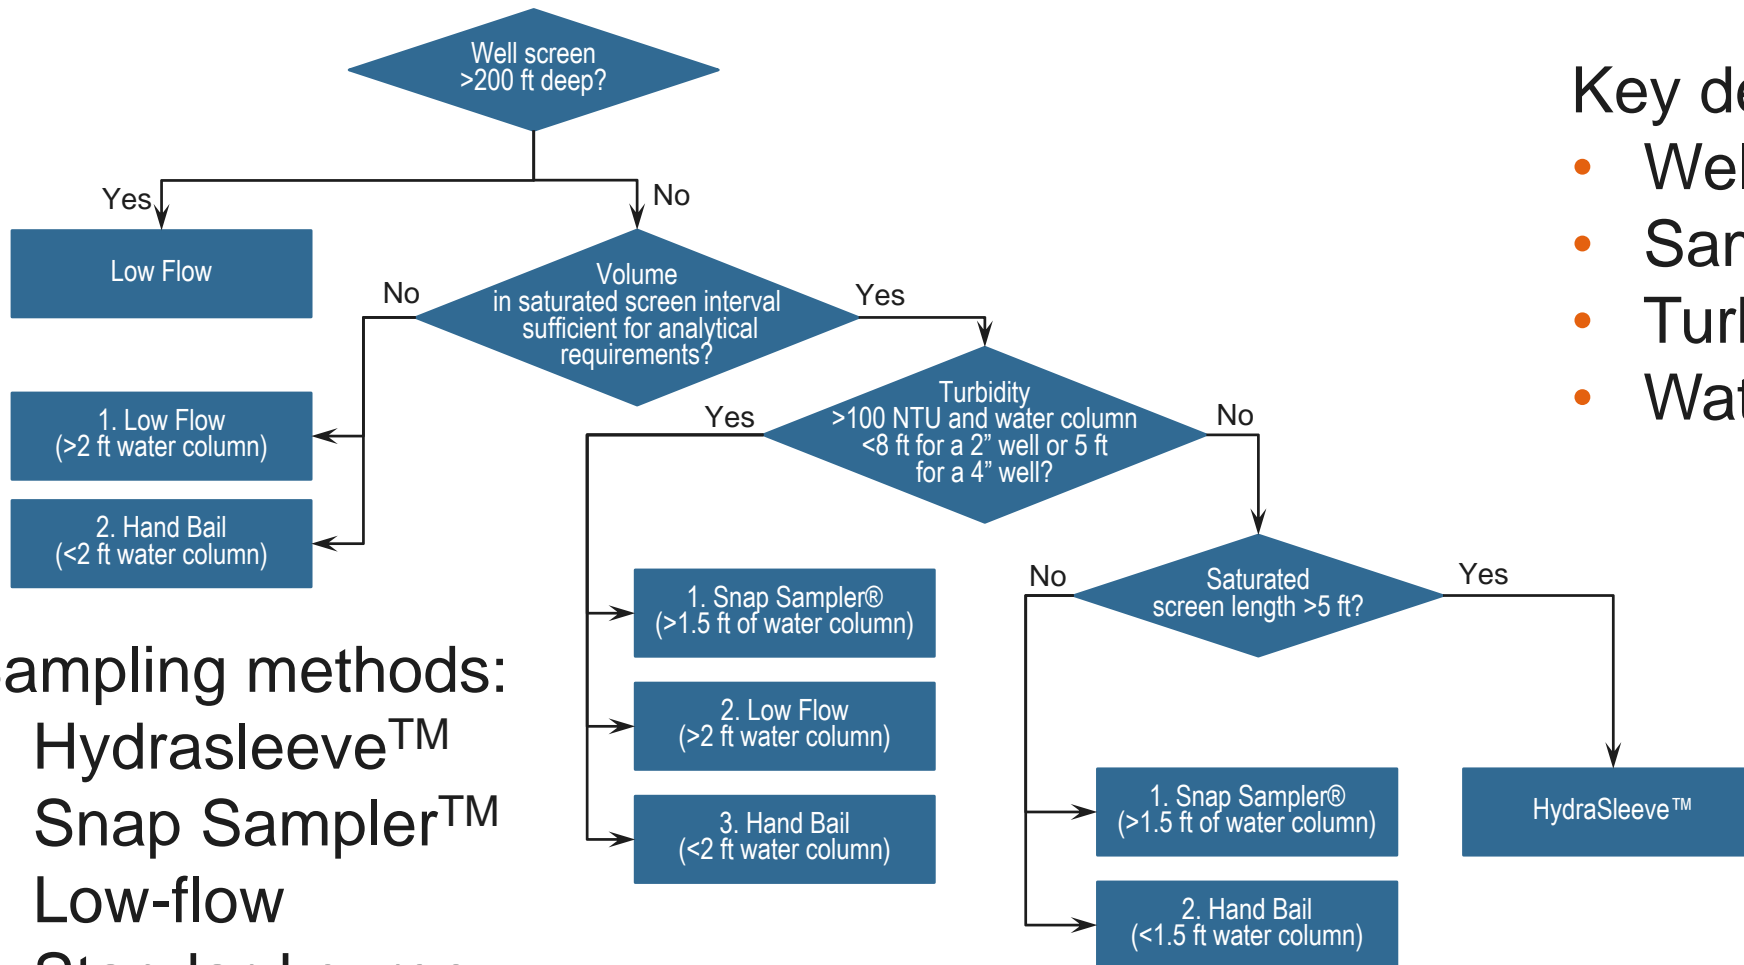 Well screen
>200 ft deep?
Key
Yes
No
Low Flow
Volume
in saturated screen interval
sufficient for analytical
requirements?
No
Yes
1. Low Flow
(>2 ft water column)
2. Hand Bail
(<2 ft water column)
Turbidity
>100 NTU and water column
<8 ft for a 2” well or 5 ft
for a 4” well?
Yes
No
1. Snap Sampler®
(>1.5 ft of water column)
2. Low Flow
(>2 ft water column)
3. Hand Bail
(<2 ft water column)
Saturated
screen length >5 ft?
No
Yes
1. Snap Sampler®
(>1.5 ft of water column)
2. Hand Bail
(<1.5 ft water column)
HydraSleeve™
ampling methods:
Hydrasleeve™
Snap Sampler™
Low-flow